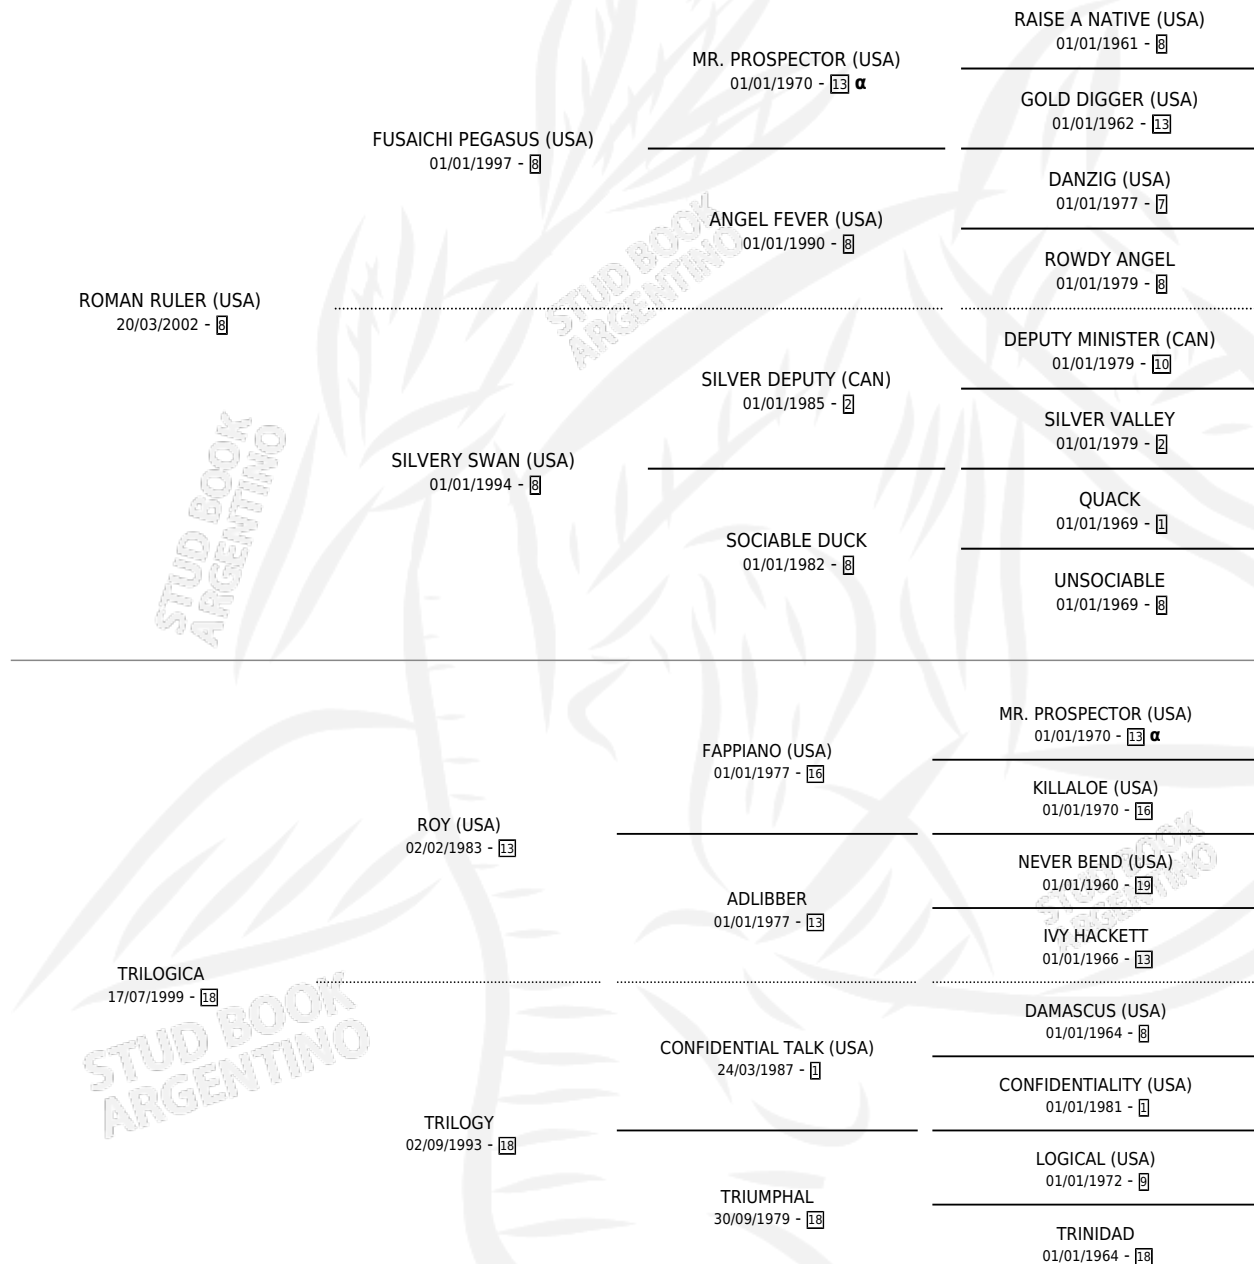 RAISE A NATIVE (USA)
01/01/1961 - 8
MR. PROSPECTOR (USA)
01/01/1970 - 13 α
GOLD DIGGER (USA)
01/01/1962 - 13
FUSAICHI PEGASUS (USA)
01/01/1997 - 8
DANZIG (USA)
01/01/1977 - 7
ANGEL FEVER (USA)
01/01/1990 - 8
ROWDY ANGEL
01/01/1979 - 8
ROMAN RULER (USA)
20/03/2002 - 8
DEPUTY MINISTER (CAN)
01/01/1979 - 10
SILVER DEPUTY (CAN)
01/01/1985 - 2
SILVER VALLEY
01/01/1979 - 2
SILVERY SWAN (USA)
01/01/1994 - 8
QUACK
01/01/1969 - 1
SOCIABLE DUCK
01/01/1982 - 8
UNSOCIABLE
01/01/1969 - 8
MR. PROSPECTOR (USA)
01/01/1970 - 13 α
FAPPIANO (USA)
01/01/1977 - 16
KILLALOE (USA)
01/01/1970 - 16
ROY (USA)
02/02/1983 - 13
NEVER BEND (USA)
01/01/1960 - 19
ADLIBBER
01/01/1977 - 13
IVY HACKETT
01/01/1966 - 13
TRILOGICA
17/07/1999 - 18
DAMASCUS (USA)
01/01/1964 - 8
CONFIDENTIAL TALK (USA)
24/03/1987 - 1
CONFIDENTIALITY (USA)
01/01/1981 - 1
TRILOGY
02/09/1993 - 18
LOGICAL (USA)
01/01/1972 - 9
TRIUMPHAL
30/09/1979 - 18
TRINIDAD
01/01/1964 - 18
STUD BOOK
ARGENTINO
STUD BOOK
ARGENTINO
STUD BOOK
ARGENTINO
STUD BOOK
ARGENTINO